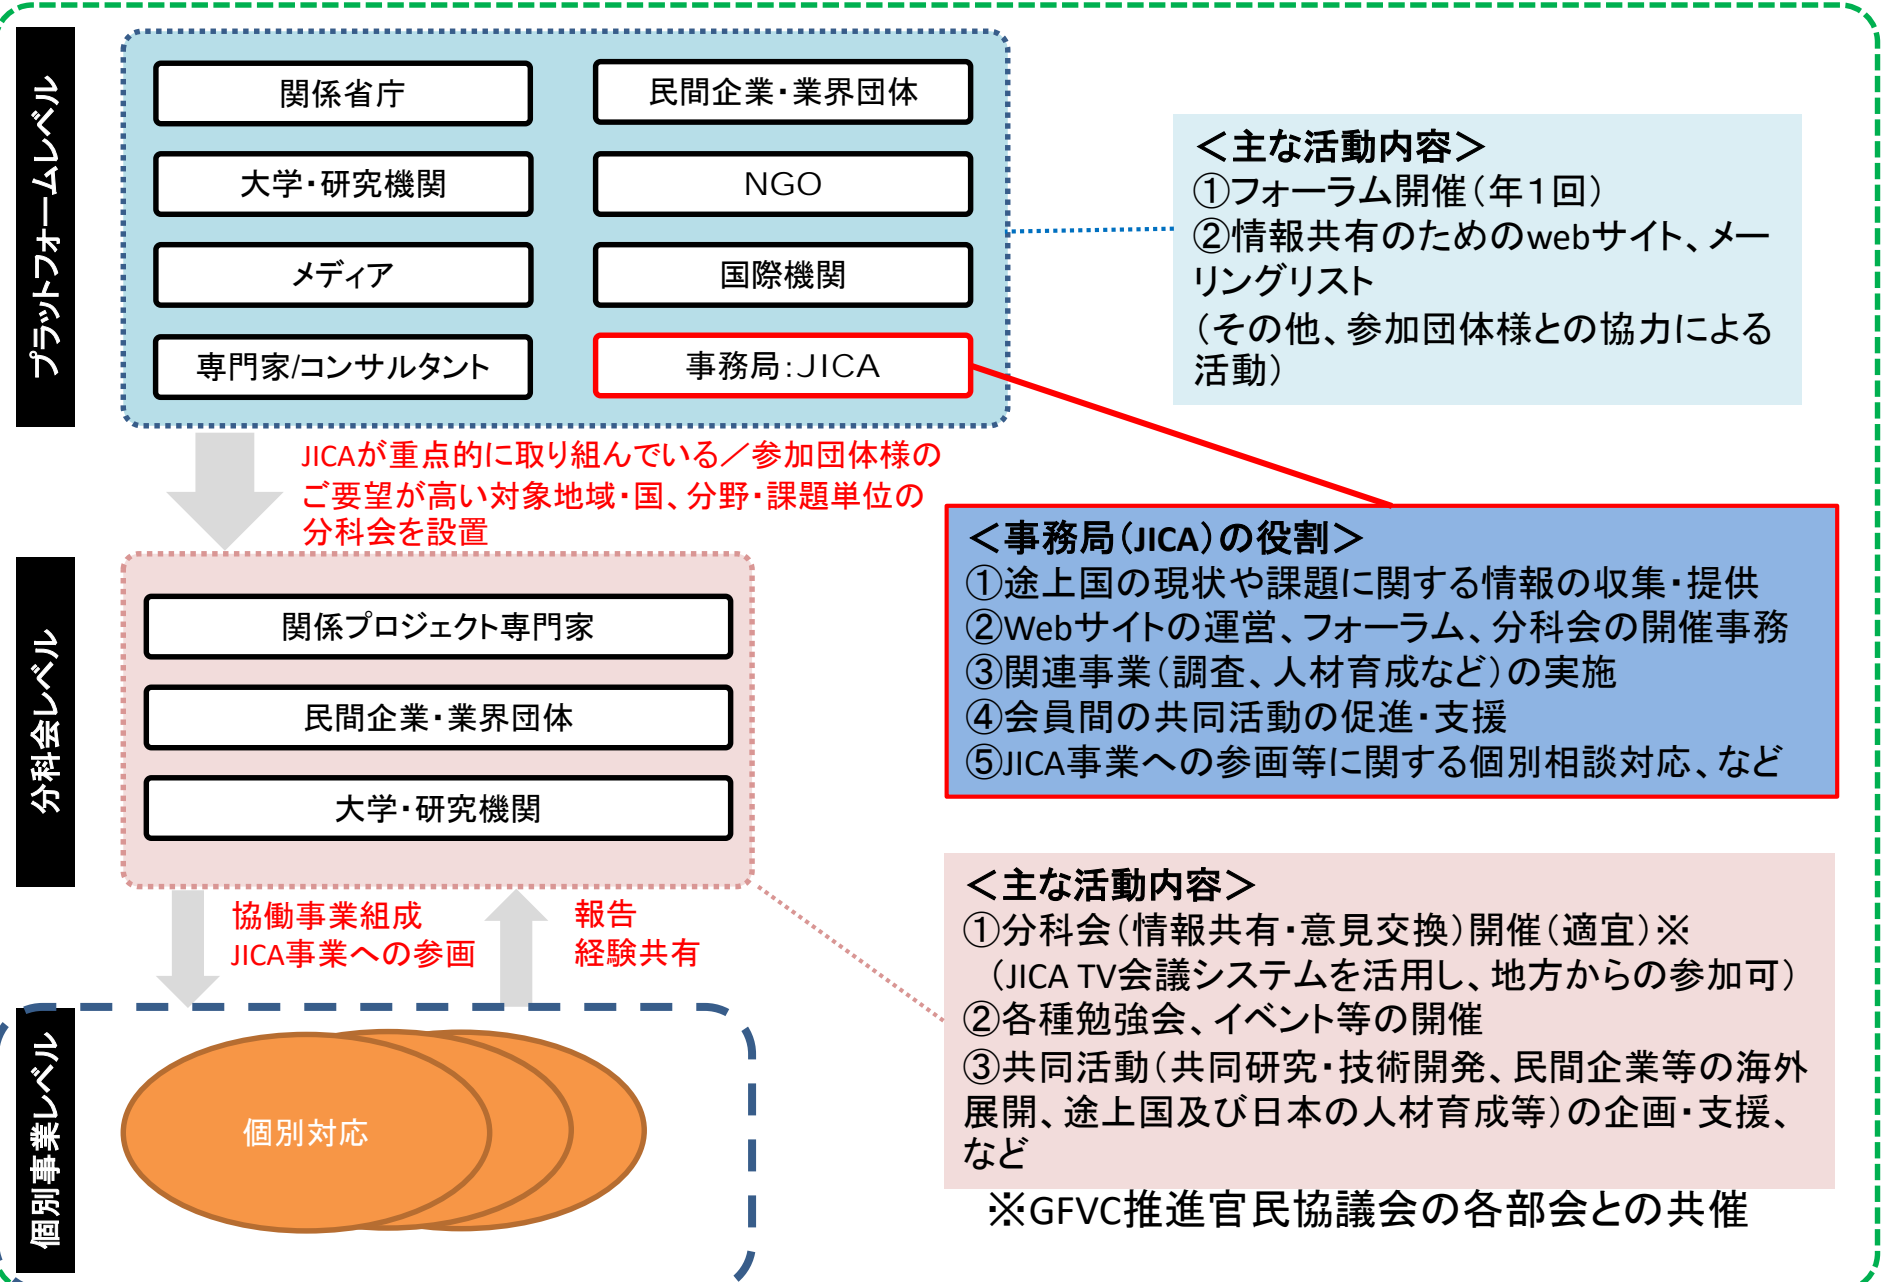 プラットフォームレベル
関係省庁
民間企業・業界団体
大学・研究機関
NGO
メディア
国際機関
専門家/コンサルタント
事務局：JICA
＜主な活動内容＞
①フォーラム開催（年１回）
②情報共有のためのwebサイト、メー
リングリスト
（その他、参加団体様との協力による
活動）
JICAが重点的に取り組んでいる／参加団体様の
ご要望が高い対象地域・国、分野・課題単位の
分科会を設置
＜事務局（JICA）の役割＞
①途上国の現状や課題に関する情報の収集・提供
②Webサイトの運営、フォーラム、分科会の開催事務
③関連事業（調査、人材育成など）の実施
④会員間の共同活動の促進・支援
⑤JICA事業への参画等に関する個別相談対応、など
分科会レベル
関係プロジェクト専門家
民間企業・業界団体
大学・研究機関
協働事業組成
JICA事業への参画
報告
経験共有
＜主な活動内容＞
①分科会（情報共有・意見交換）開催（適宜）※
（JICA TV会議システムを活用し、地方からの参加可）
②各種勉強会、イベント等の開催
③共同活動（共同研究・技術開発、民間企業等の海外
展開、途上国及び日本の人材育成等）の企画・支援、
など
※GFVC推進官民協議会の各部会との共催
個別事業レベル
個別対応